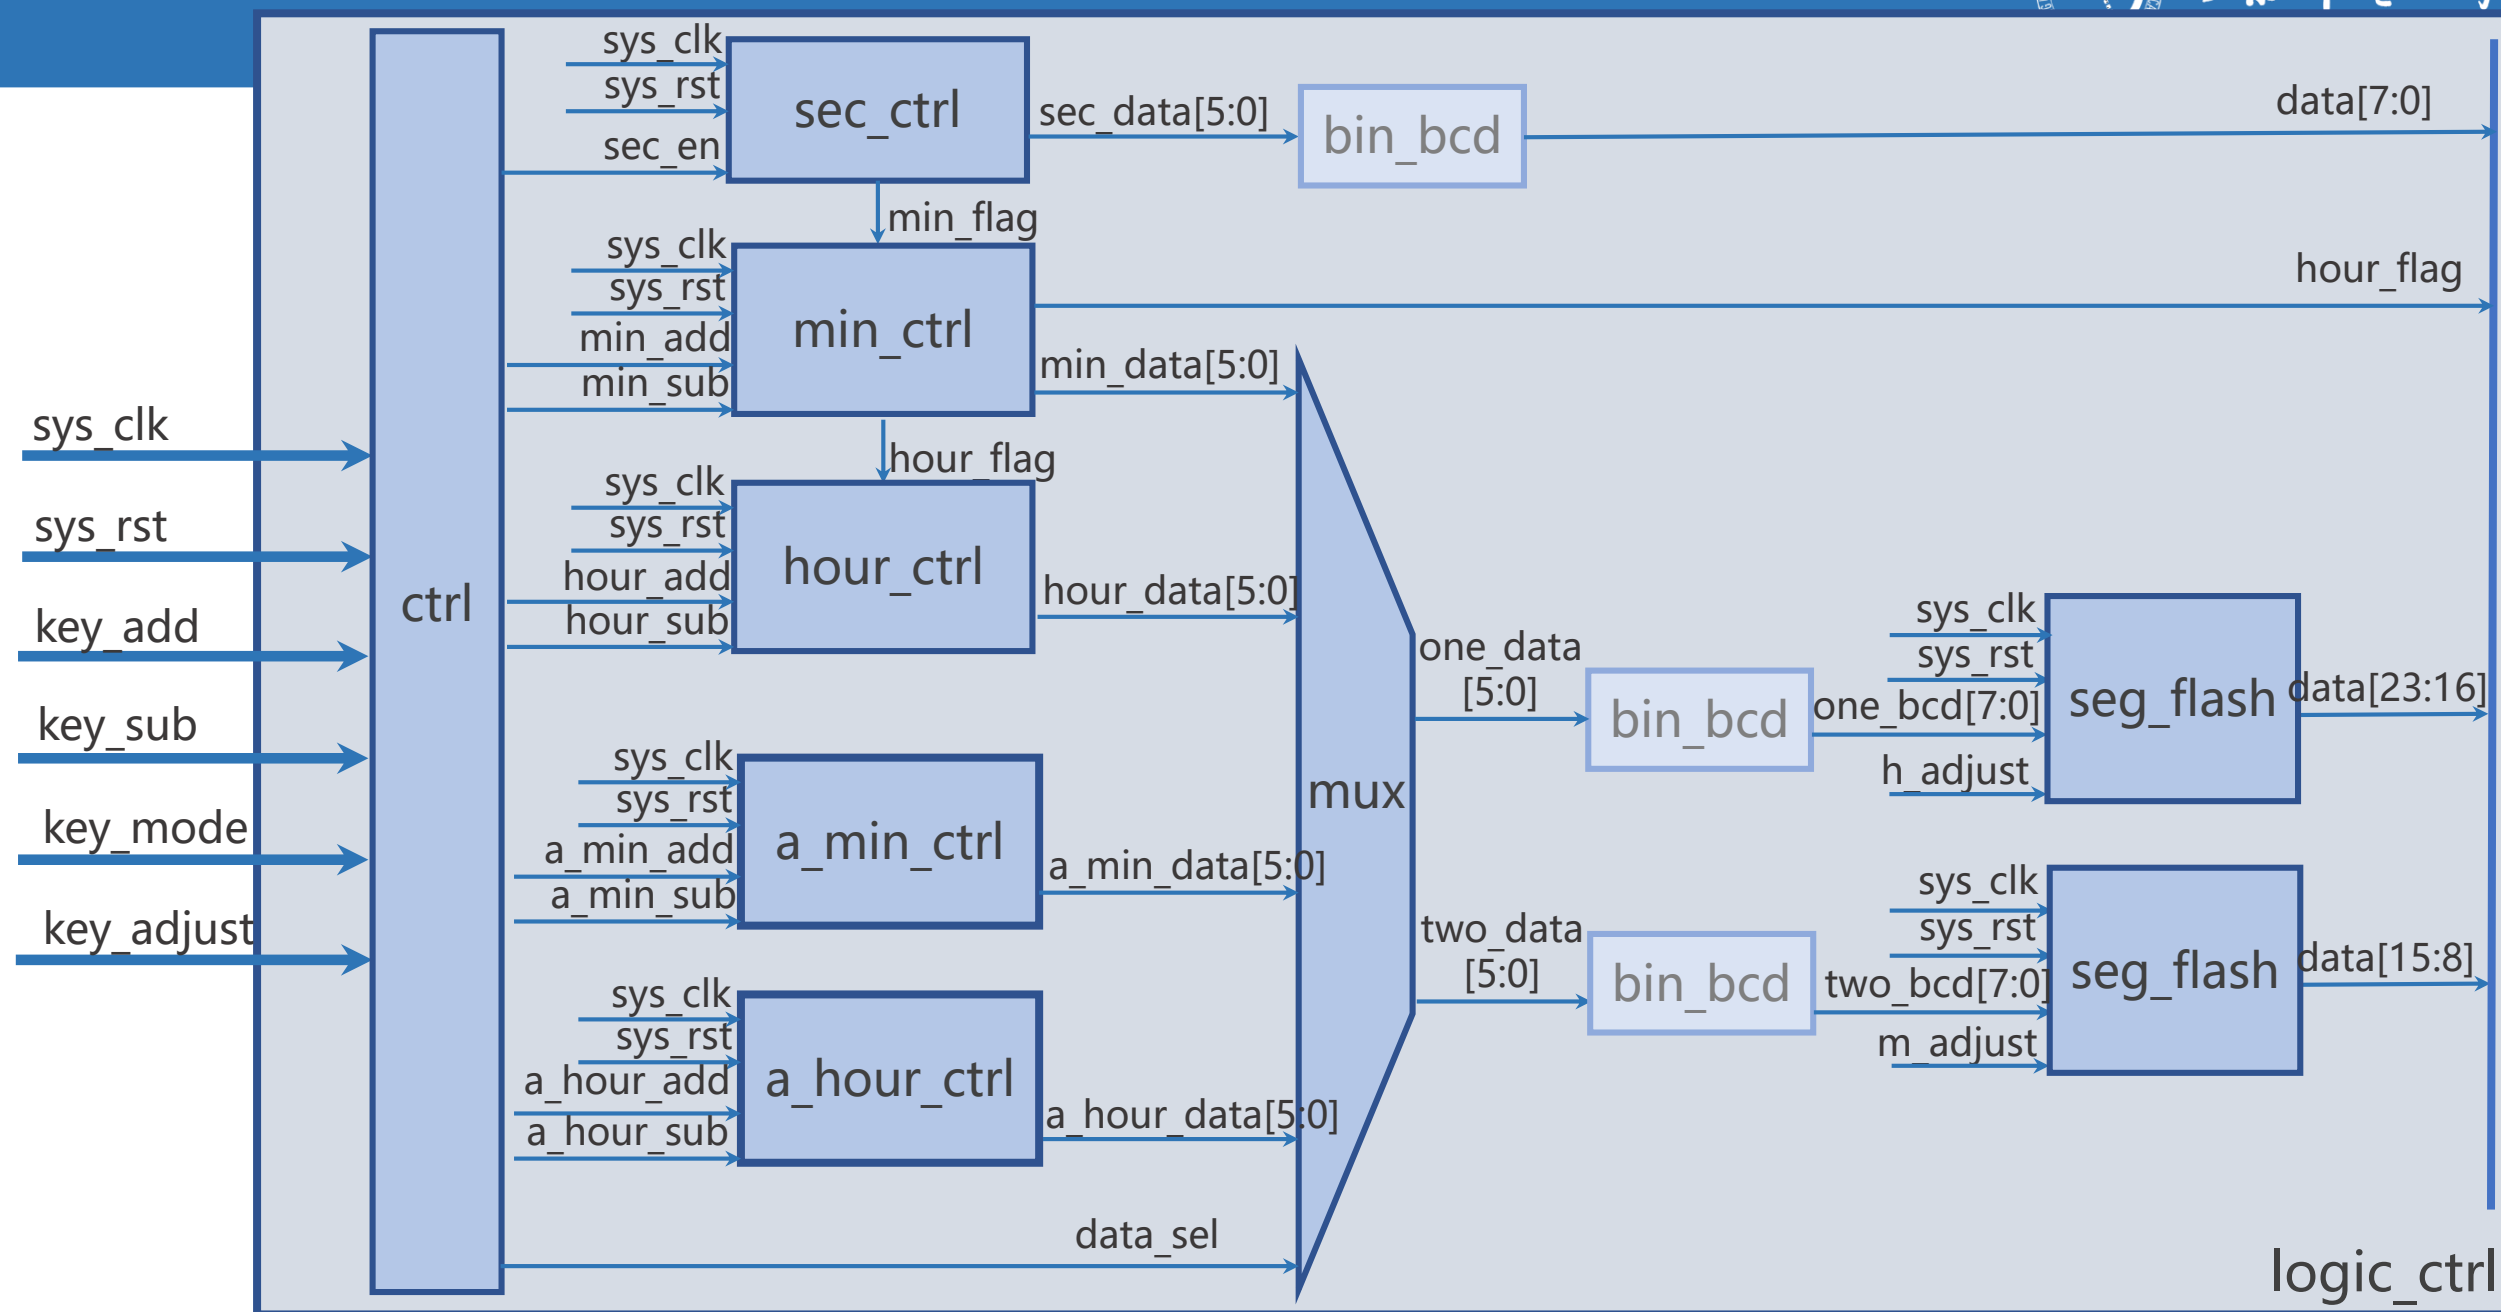 sys_clk
sys_rst
key_add
key_sub
key_mode
key_adjust
ctrl
sys_clk
sys_rst
sec_en
sec_ctrl
sec_data[5:0]
bin_bcd
data[7:0]
min_flag
sys_clk
sys_rst
min_add
min_sub
min_ctrl
hour_flag
min_data[5:0]
hour_flag
sys_clk
sys_rst
hour_add
hour_sub
hour_ctrl
hour_data[5:0]
sys_clk
sys_rst
a_min_add
a_min_sub
a_min_ctrl
a_min_data[5:0]
sys_clk
sys_rst
a_hour_add
a_hour_sub
a_hour_ctrl
a_hour_data[5:0]
data_sel
mux
one_data
[5:0]
bin_bcd
one_bcd[7:0]
sys_clk
sys_rst
h_adjust
seg_flash
data[23:16]
two_data
[5:0]
bin_bcd
two_bcd[7:0]
sys_clk
sys_rst
m_adjust
seg_flash
data[15:8]
logic_ctrl